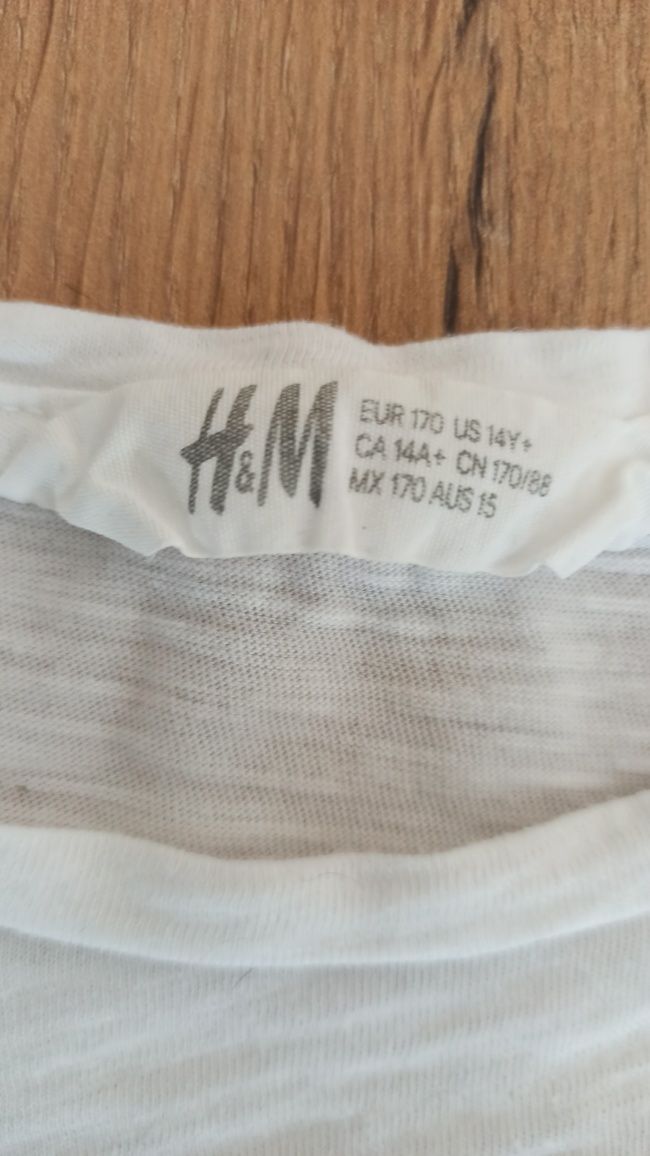 H&M
EUR 170 US 14Y+
CA 14A+ CN 170/88
MX 170 AUS 15